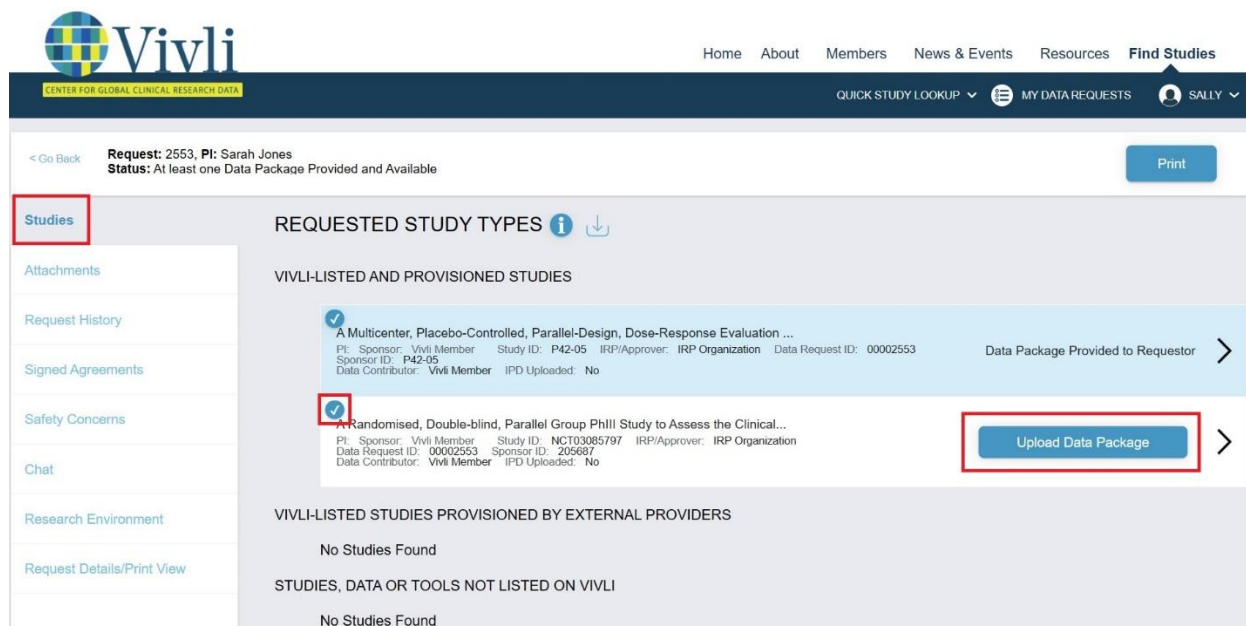 Vivli
CENTER FOR GLOBAL CLINICAL RESEARCH DATA
Home About Members News & Events Resources Find Studies
QUICK STUDY LOOKUP MY DATA REQUESTS SALLY
< Go Back
Request: 2553, PI: Sarah Jones
Status: At least one Data Package Provided and Available
Print
Studies
Attachments
Request History
Signed Agreements
Safety Concerns
Chat
Research Environment
Request Details/Print View
REQUESTED STUDY TYPES
VIVLI-LISTED AND PROVISIONED STUDIES
A Multicenter, Placebo-Controlled, Parallel-Design, Dose-Response Evaluation ...
PI: Sponsor: Vivli Member Study ID: P42-05 IRP/Approver: IRP Organization Data Request ID: 00002553
Sponsor ID: P42-05
Data Contributor: Vivli Member IPD Uploaded: No
Data Package Provided to Requestor
A Randomised, Double-blind, Parallel Group PhIII Study to Assess the Clinical...
PI: Sponsor: Vivli Member Study ID: NCT03085797 IRP/Approver: IRP Organization
Data Request ID: 00002553 Sponsor ID: 205687
Data Contributor: Vivli Member IPD Uploaded: No
Upload Data Package
VIVLI-LISTED STUDIES PROVISIONED BY EXTERNAL PROVIDERS
No Studies Found
STUDIES, DATA OR TOOLS NOT LISTED ON VIVLI
No Studies Found